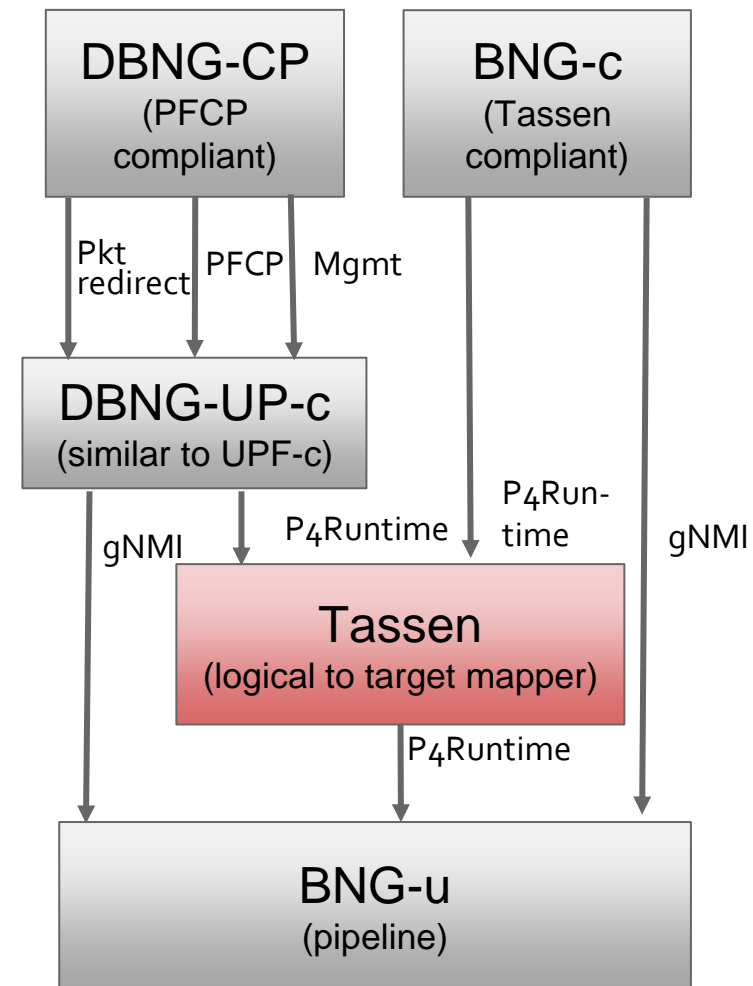 DBNG-CP
(PFCP
compliant)
BNG-c
(Tassen
compliant)
Pkt
redirect
PFCP
Mgmt
DBNG-UP-c
(similar to UPF-c)
gNMI
P4Runtime
P4Run-
time
gNMI
Tassen
(logical to target mapper)
P4Runtime
BNG-u
(pipeline)